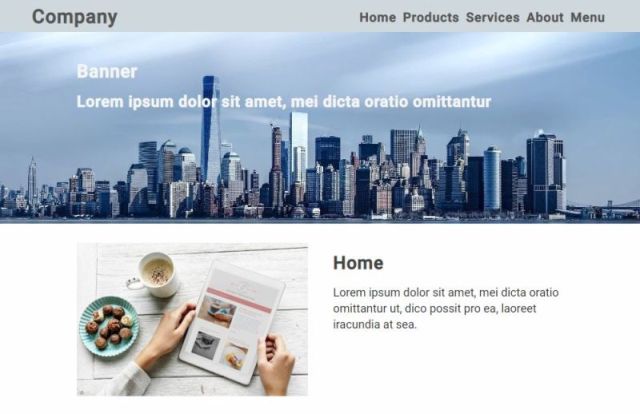 Company
Home Products Services About Menu
Banner
Lorem ipsum dolor sit amet, mei dicta oratio omittantur
Home
Lorem ipsum dolor sit amet, mei dicta oratio
omittantur ut, dico possit pro ea, laoreet
iracundia at sea.